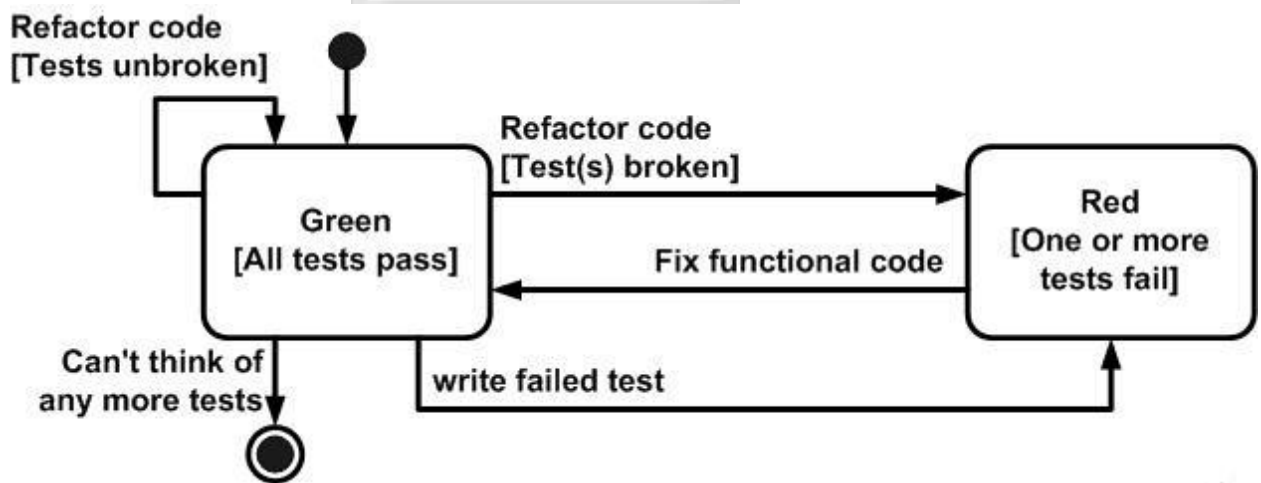 Refactor code
[Tests unbroken]
Refactor code
[Test(s) broken]
Green
[All tests pass]
Red
[One or more
tests fail]
Fix functional code
Can't think of
any more tests
write failed test